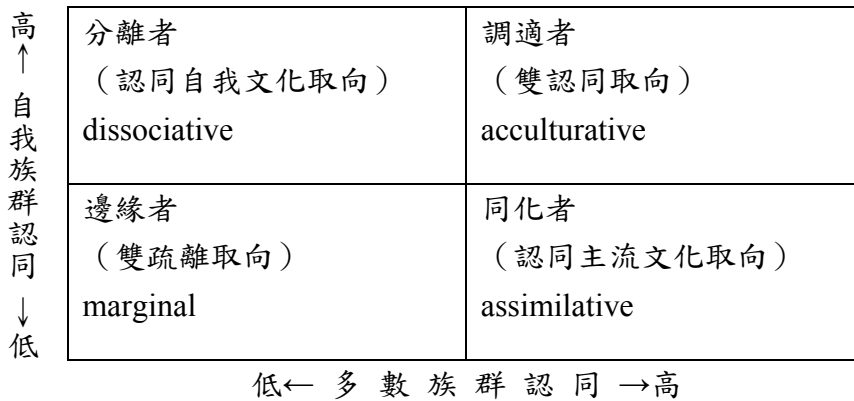 高↑自我族群認同↓低
分離者
（認同自我文化取向）
dissociative
調適者
（雙認同取向）
acculturative
邊緣者
（雙疏離取向）
marginal
同化者
（認同主流文化取向）
assimilative
低← 多 數 族 群 認 同 →高